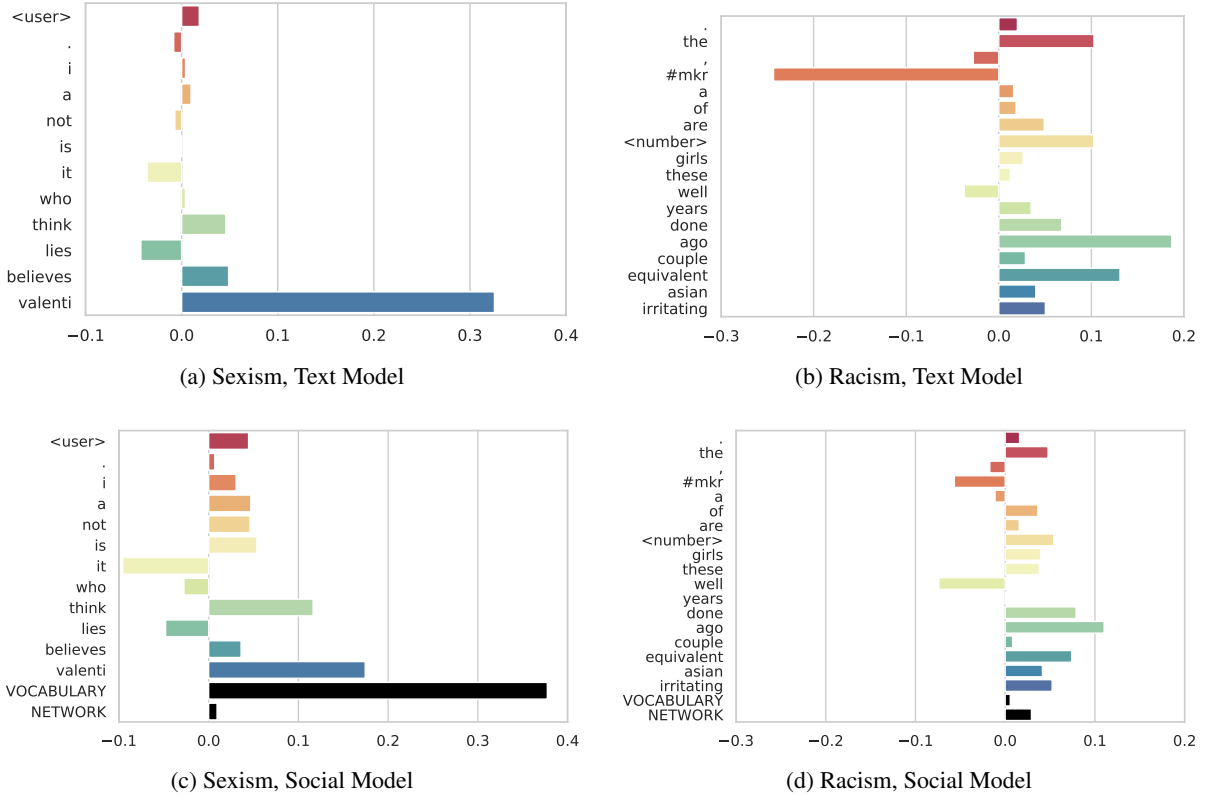 <user>
.
i
a
not
is
it
who
think
lies
believes
valenti
−0.1 0.0 0.1 0.2 0.3 0.4
(a) Sexism, Text Model
.
the
,
#mkr
a
of
are
<number>
girls
these
well
years
done
ago
couple
equivalent
asian
irritating
−0.3 −0.2 −0.1 0.0 0.1 0.2
(b) Racism, Text Model
<user>
.
i
a
not
is
it
who
think
lies
believes
valenti
VOCABULARY
NETWORK
−0.1 0.0 0.1 0.2 0.3 0.4
(c) Sexism, Social Model
.
the
,
#mkr
a
of
are
<number>
girls
these
well
years
done
ago
couple
equivalent
asian
irritating
VOCABULARY
NETWORK
−0.3 −0.2 −0.1 0.0 0.1 0.2
(d) Racism, Social Model